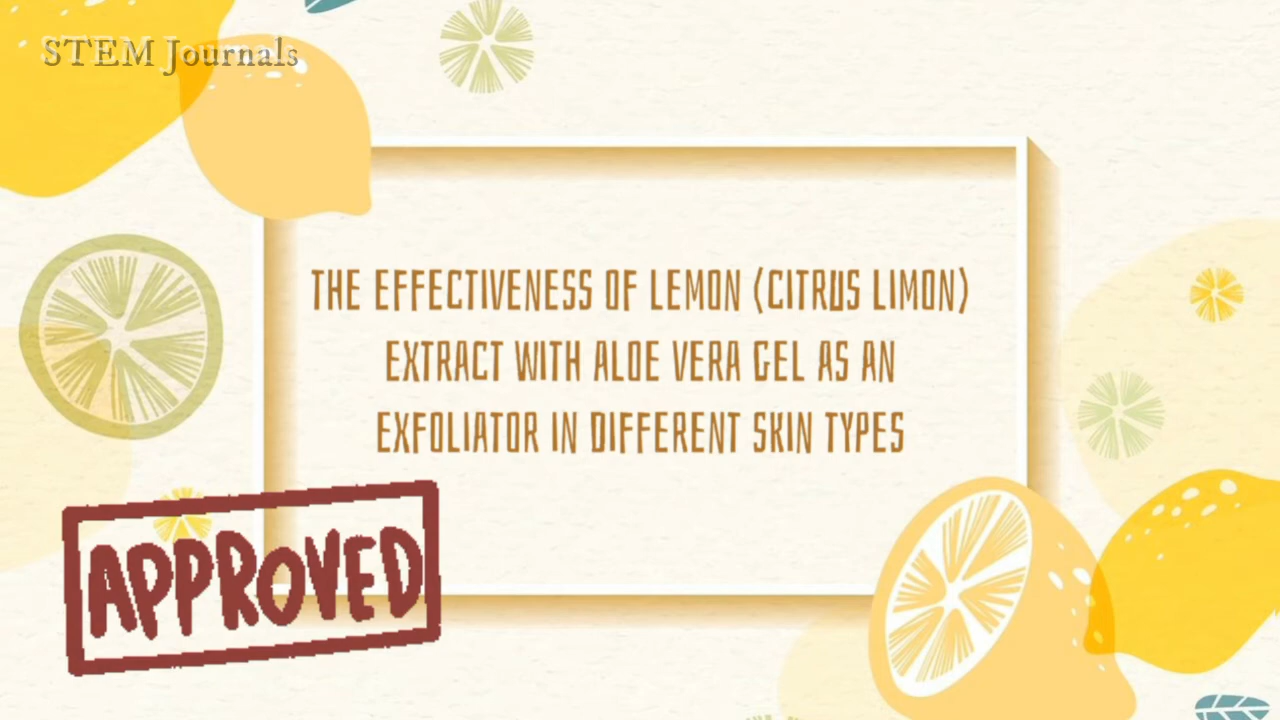 STEM Journals
THE EFFECTIVENESS OF LEMON (CITRUS LIMON)
EXTRACT WITH ALOE VERA GEL AS AN
EXFOLIATOR IN DIFFERENT SKIN TYPES
APPROVED